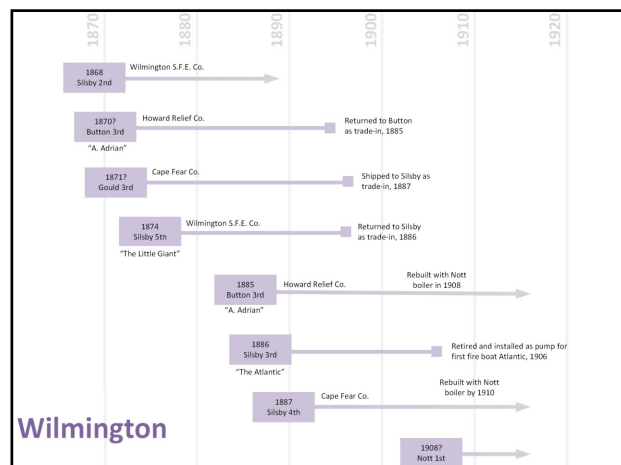 1870 1880 1890 1900 1910 1920
Wilmington S.F.E. Co.
1868
Silsby 2nd
Howard Relief Co.
1870?
Button 3rd
Returned to Button
as trade-in, 1885
"A. Adrian"
Cape Fear Co.
1871?
Gould 3rd
Shipped to Silsby as
trade-in, 1887
Wilmington S.F.E. Co.
1874
Silsby 5th
Returned to Silsby
as trade-in, 1886
"The Little Giant"
Howard Relief Co.
1885
Button 3rd
Rebuilt with Nott
boiler in 1908
"A. Adrian"
1886
Silsby 3rd
Retired and installed as pump for
first fire boat Atlantic, 1906
"The Atlantic"
Cape Fear Co.
1887
Silsby 4th
Rebuilt with Nott
boiler by 1910
Wilmington
1908?
Nott 1st